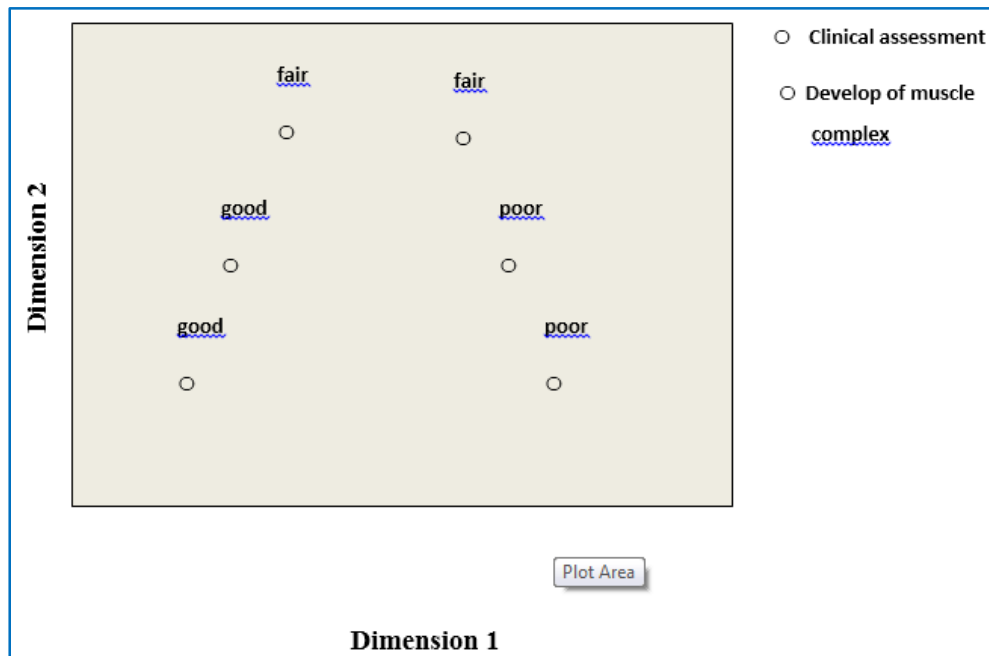 Clinical assessment
fair
fair
Develop of muscle
complex
good
poor
Dimension 2
good
poor
Plot Area
Dimension 1